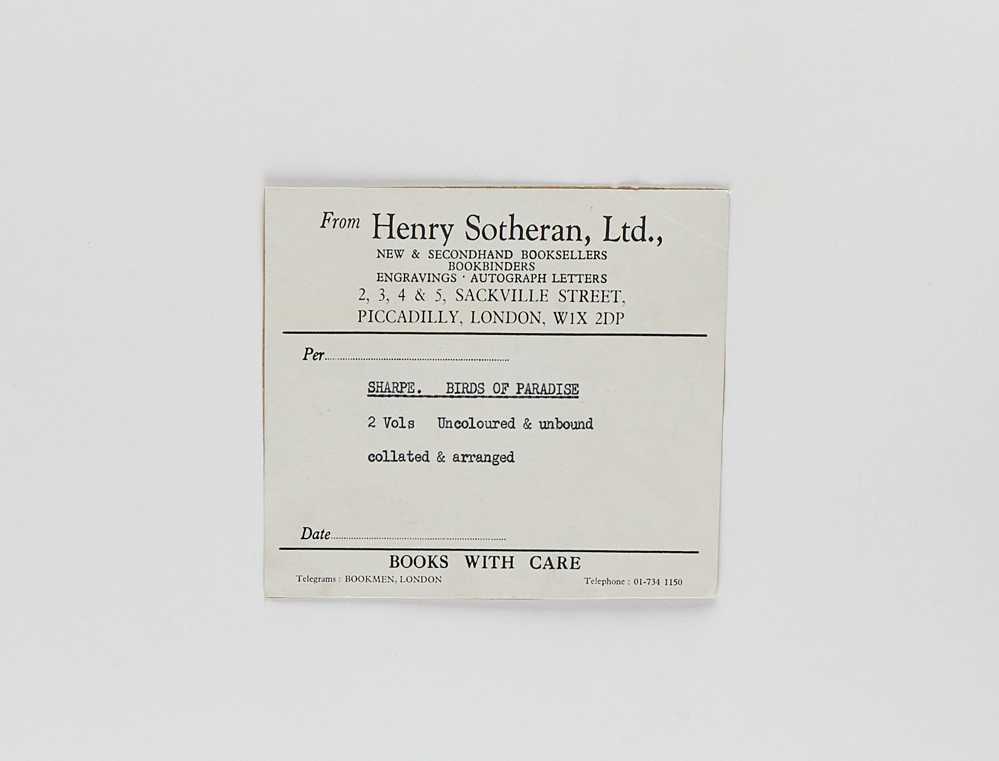 From Henry Sotheran, Ltd.,
NEW & SECONDHAND BOOKSELLERS
BOOKBINDERS
ENGRAVINGS · AUTOGRAPH LETTERS
2, 3, 4 & 5, SACKVILLE STREET,
PICCADILLY, LONDON, W1X 2DP
Per
SHARPE. BIRDS OF PARADISE
2 Vols Uncoloured & unbound
collated & arranged
Date
BOOKS WITH CARE
Telegrams : BOOKMEN, LONDON Telephone : 01-734 1150